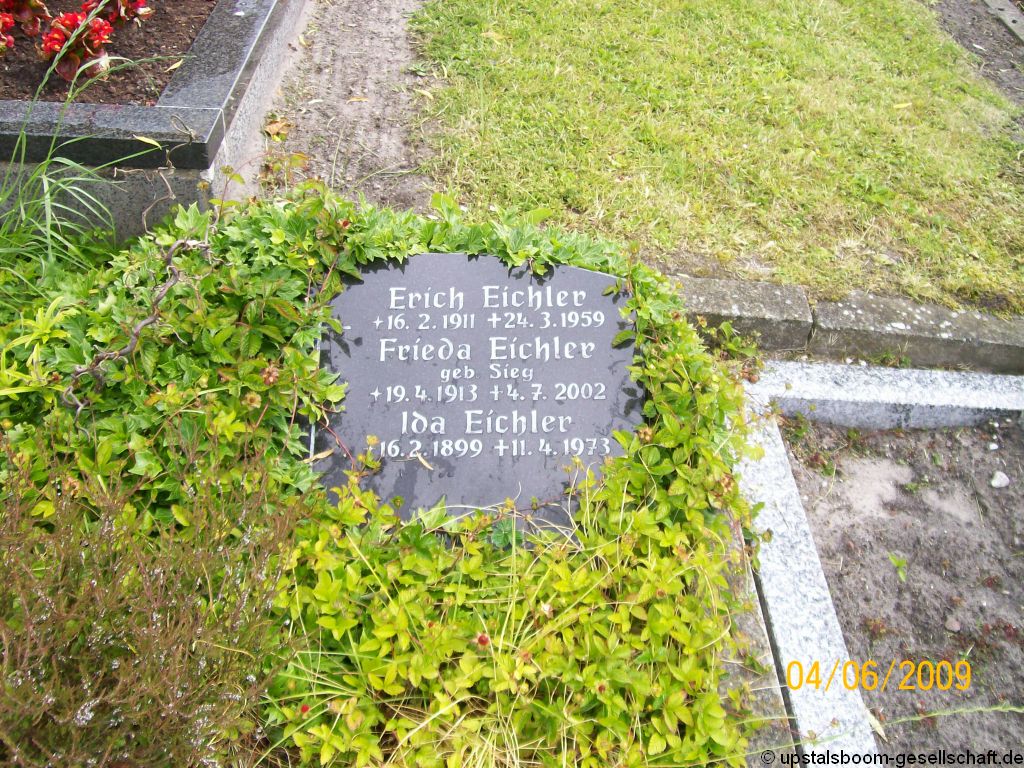 Erich Eichler
*16. 2. 1911 +24. 3. 1959
Frieda Eichler
geb. Sieg
*19. 4. 1913 +4. 7. 2002
Ida Eichler
*16. 2. 1899 +11. 4. 1973
04/06/2009
© upstalsboom-gesellschaft.de